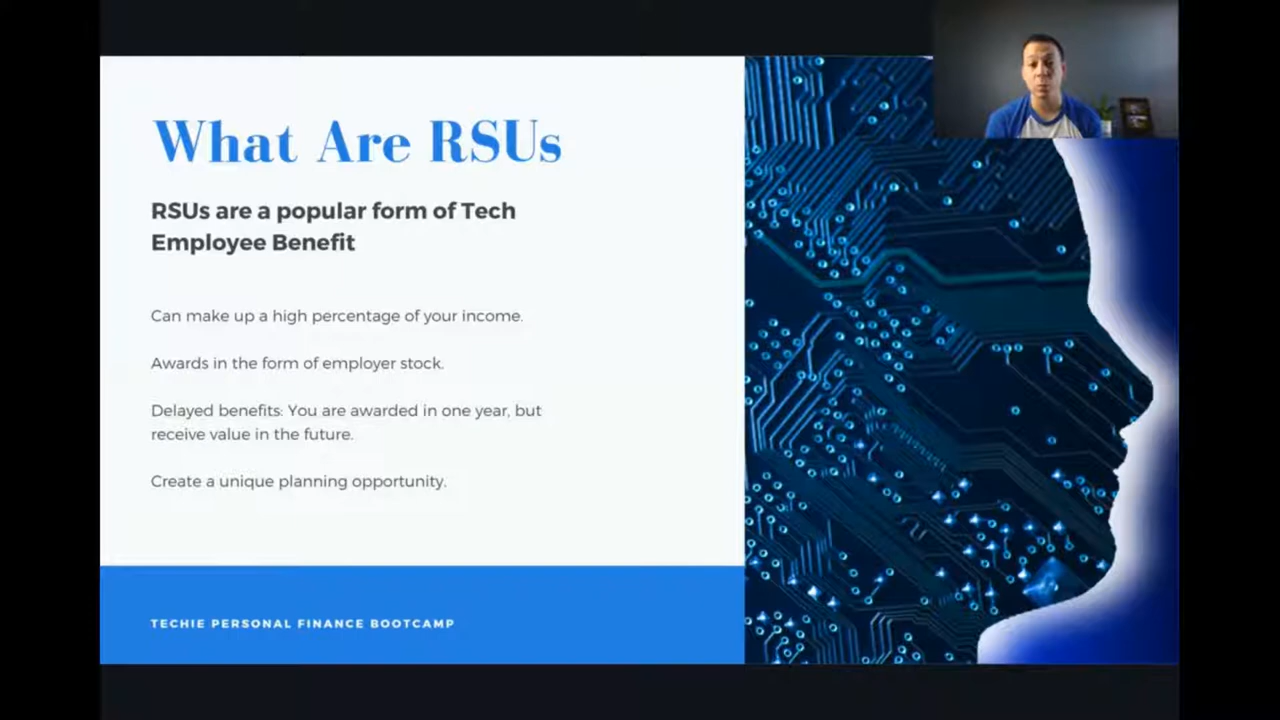 What Are RSUs
RSUs are a popular form of Tech
Employee Benefit
Can make up a high percentage of your income.
Awards in the form of employer stock.
Delayed benefits: You are awarded in one year, but
receive value in the future.
Create a unique planning opportunity.
TECHIE PERSONAL FINANCE BOOTCAMP